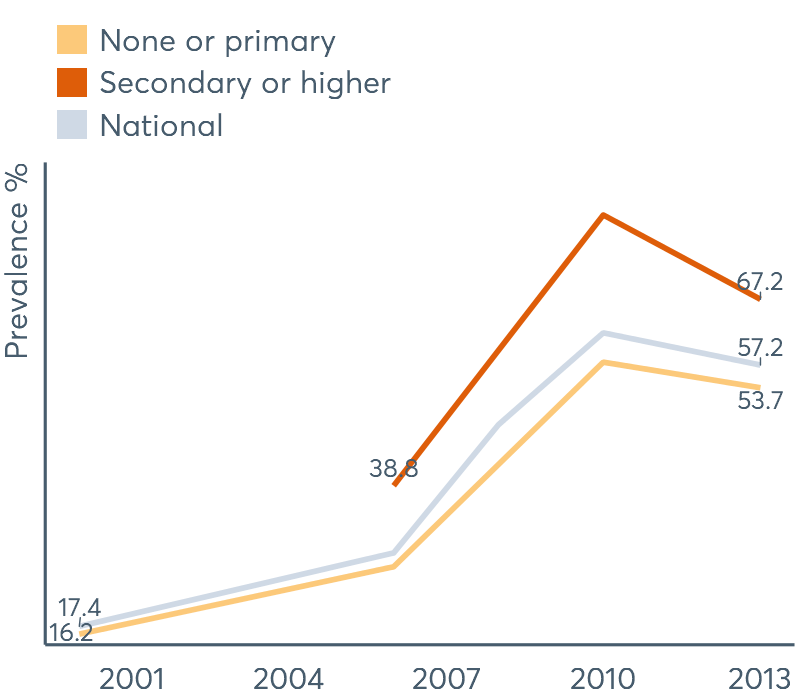 None or primary
Secondary or higher
National
Prevalence %
67.2
57.2
53.7
38.8
17.4
16.2
2001 2004 2007 2010 2013